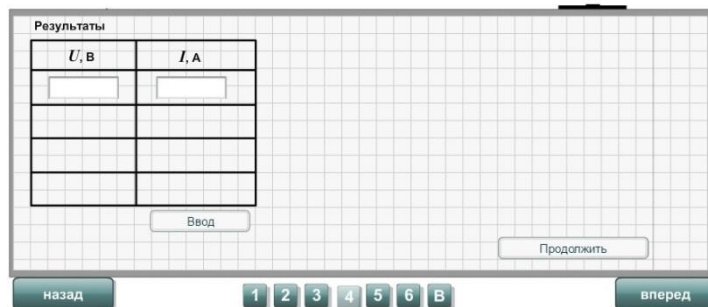 Результаты
U, В I, А
Ввод
Продолжить
назад 1 2 3 4 5 6 В вперед